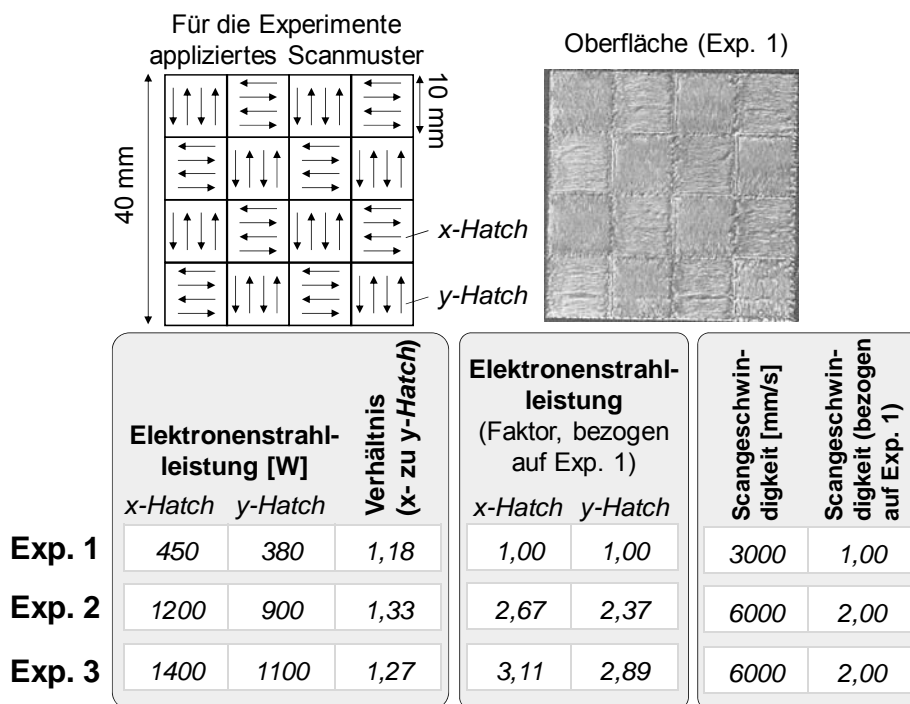 Für die Experimente
appliziertes Scanmuster
Oberfläche (Exp. 1)
10 mm
40 mm
x-Hatch
y-Hatch
Elektronenstrahl-
leistung [W]
x-Hatch y-Hatch
Verhältnis
(x- zu y-Hatch)
Elektronenstrahl-
leistung
(Faktor, bezogen
auf Exp. 1)
x-Hatch y-Hatch
Scangeschwin-
digkeit [mm/s]
Scangeschwin-
digkeit (bezogen
auf Exp. 1)
Exp. 1 450 380 1,18 1,00 1,00 3000 1,00
Exp. 2 1200 900 1,33 2,67 2,37 6000 2,00
Exp. 3 1400 1100 1,27 3,11 2,89 6000 2,00